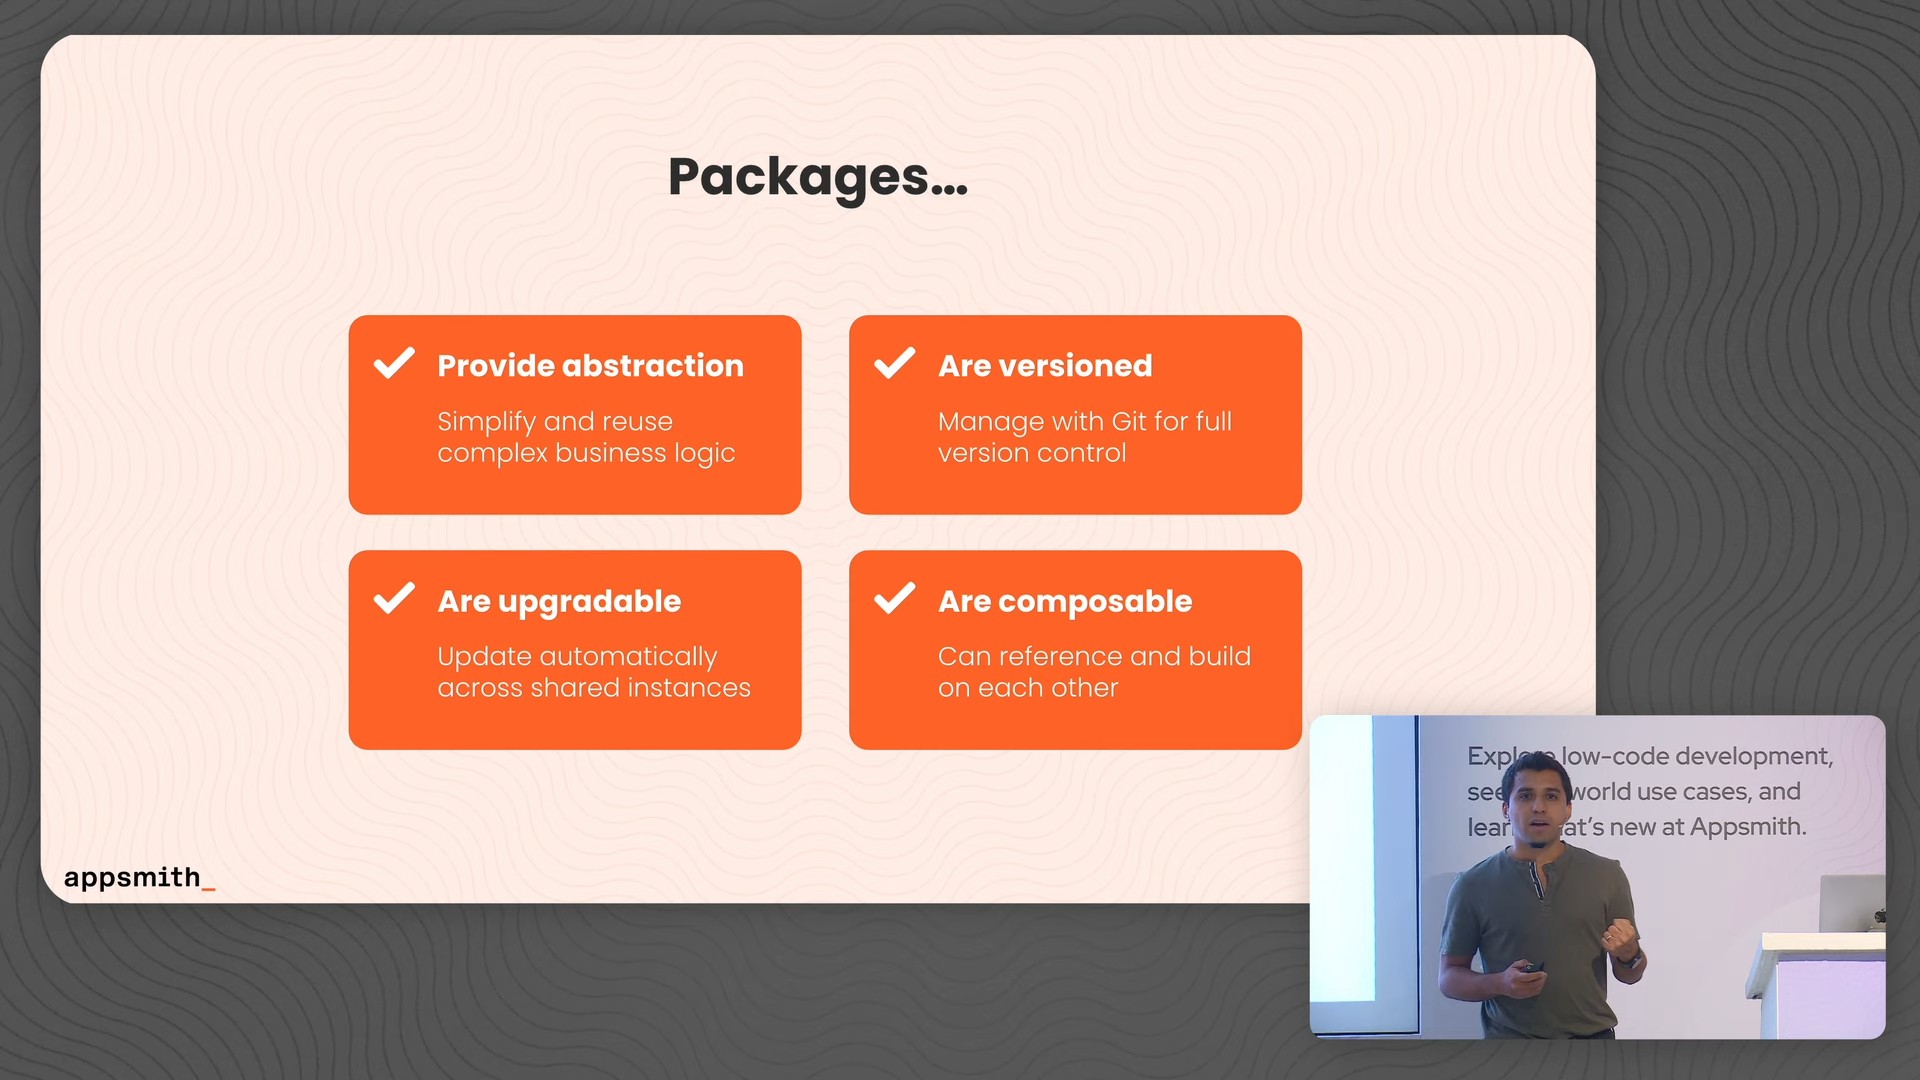 Packages...
Provide abstraction
Simplify and reuse
complex business logic
Are versioned
Manage with Git for full
version control
Are upgradable
Update automatically
across shared instances
Are composable
Can reference and build
on each other
appsmith_
low-code development,
world use cases, and
new at Appsmith.